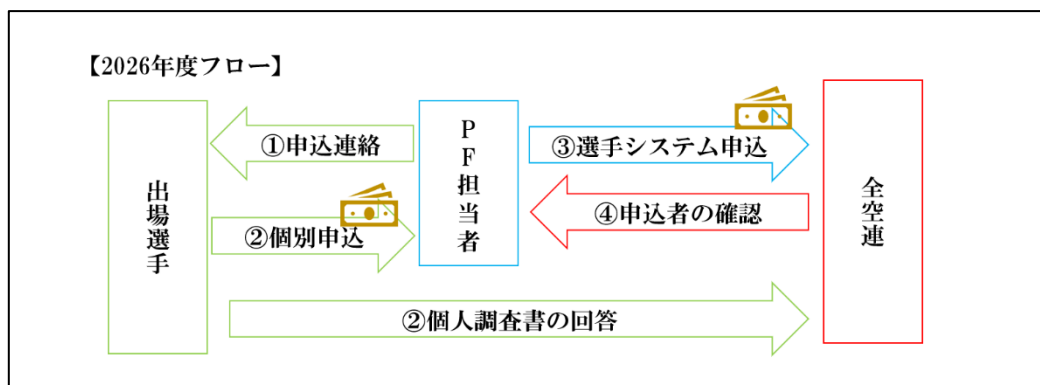 【2026年度フロー】
出場選手
①申込連絡
②個別申込
PF担当者
③選手システム申込
④申込者の確認
②個人調査書の回答
全空連